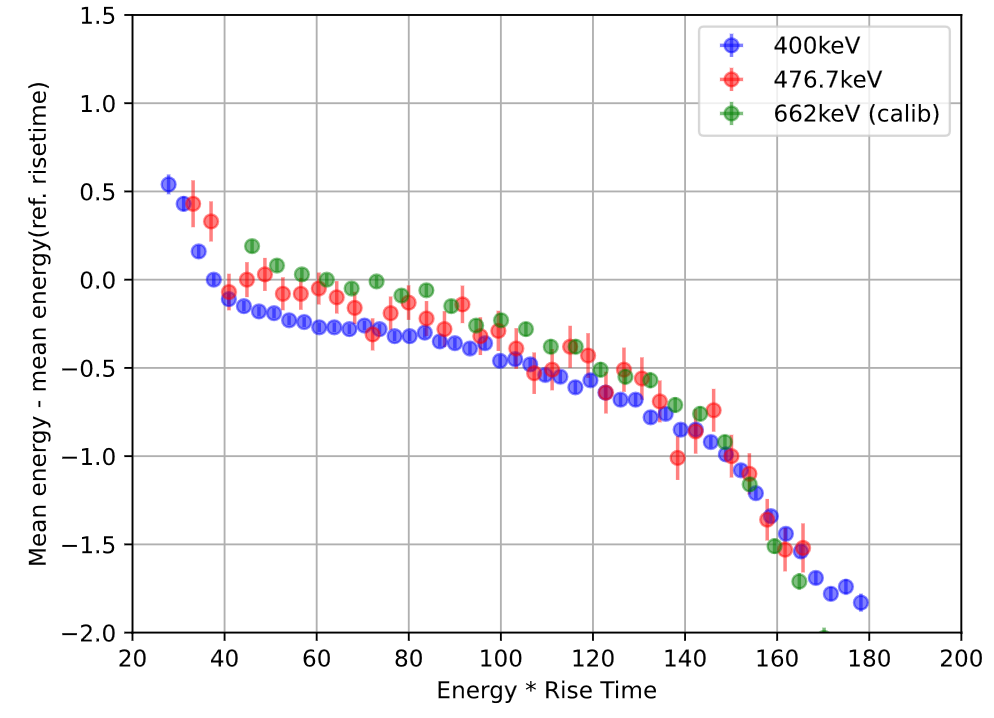 1.5
1.0
0.5
0.0
−0.5
−1.0
−1.5
−2.0
Mean energy - mean energy(ref. risetime)
400keV
476.7keV
662keV (calib)
20 40 60 80 100 120 140 160 180 200
Energy * Rise Time